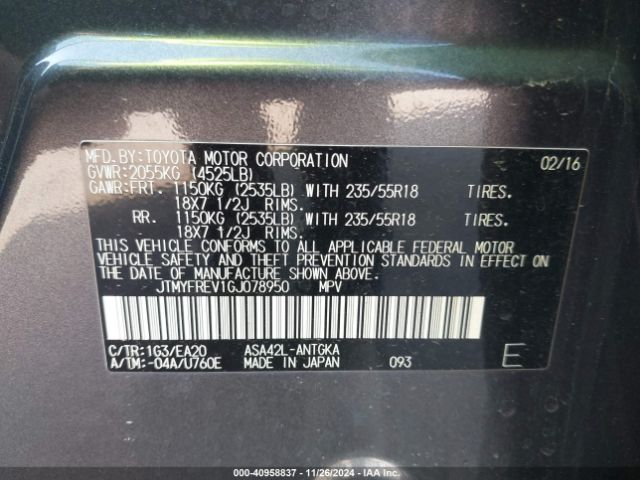 MFD.BY:TOYOTA MOTOR CORPORATION 02/16
GVWR:2055KG (4525LB)
GAWR:FRT. 1150KG (2535LB) WITH 235/55R18 TIRES.
18X7 1/2J RIMS.
RR. 1150KG (2535LB) WITH 235/55R18 TIRES.
18X7 1/2J RIMS.
THIS VEHICLE CONFORMS TO ALL APPLICABLE FEDERAL MOTOR
VEHICLE SAFETY AND THEFT PREVENTION STANDARDS IN EFFECT ON
THE DATE OF MANUFACTURE SHOWN ABOVE.
JTMYFREV1GJ078950 MPV
C/TR:1G3/EA20 ASA42L-ANTGKA
A/TM:-04A/U760E MADE IN JAPAN 093 E
000-40958837 - 11/26/2024 - Copart IAA